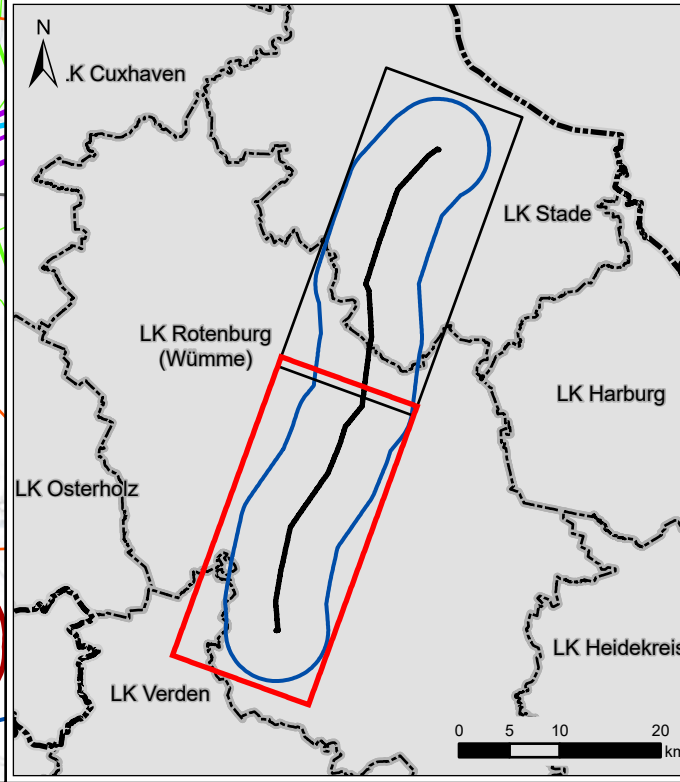 N
.K Cuxhaven
LK Stade
LK Rotenburg
(Wümme)
LK Harburg
LK Osterholz
LK Heidekreis
LK Verden
0 5 10 20
km